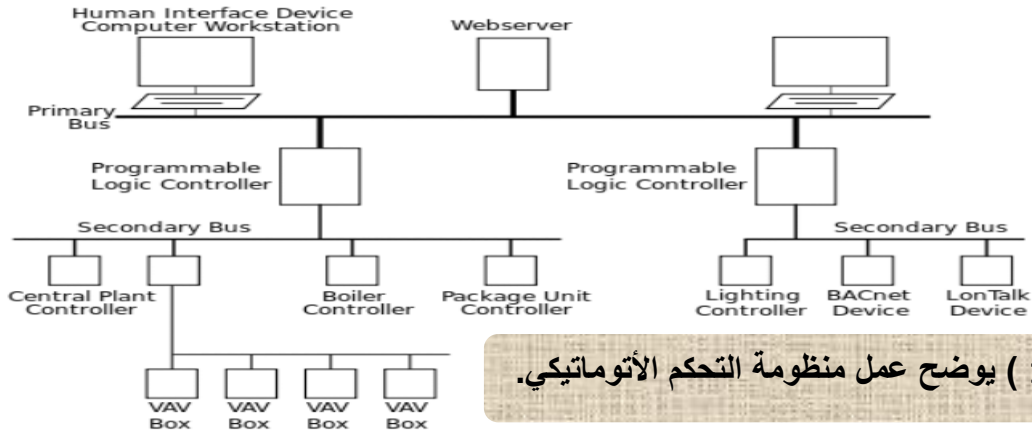 Human Interface Device
Computer Workstation
Webserver
Primary
Bus
Programmable
Logic Controller
Programmable
Logic Controller
Secondary Bus
Secondary Bus
Central Plant
Controller
Boiler
Controller
Package Unit
Controller
Lighting
Controller
BACnet
Device
LonTalk
Device
VAV
Box
VAV
Box
VAV
Box
VAV
Box
) يوضح عمل منظومة التحكم الأتوماتيكي.